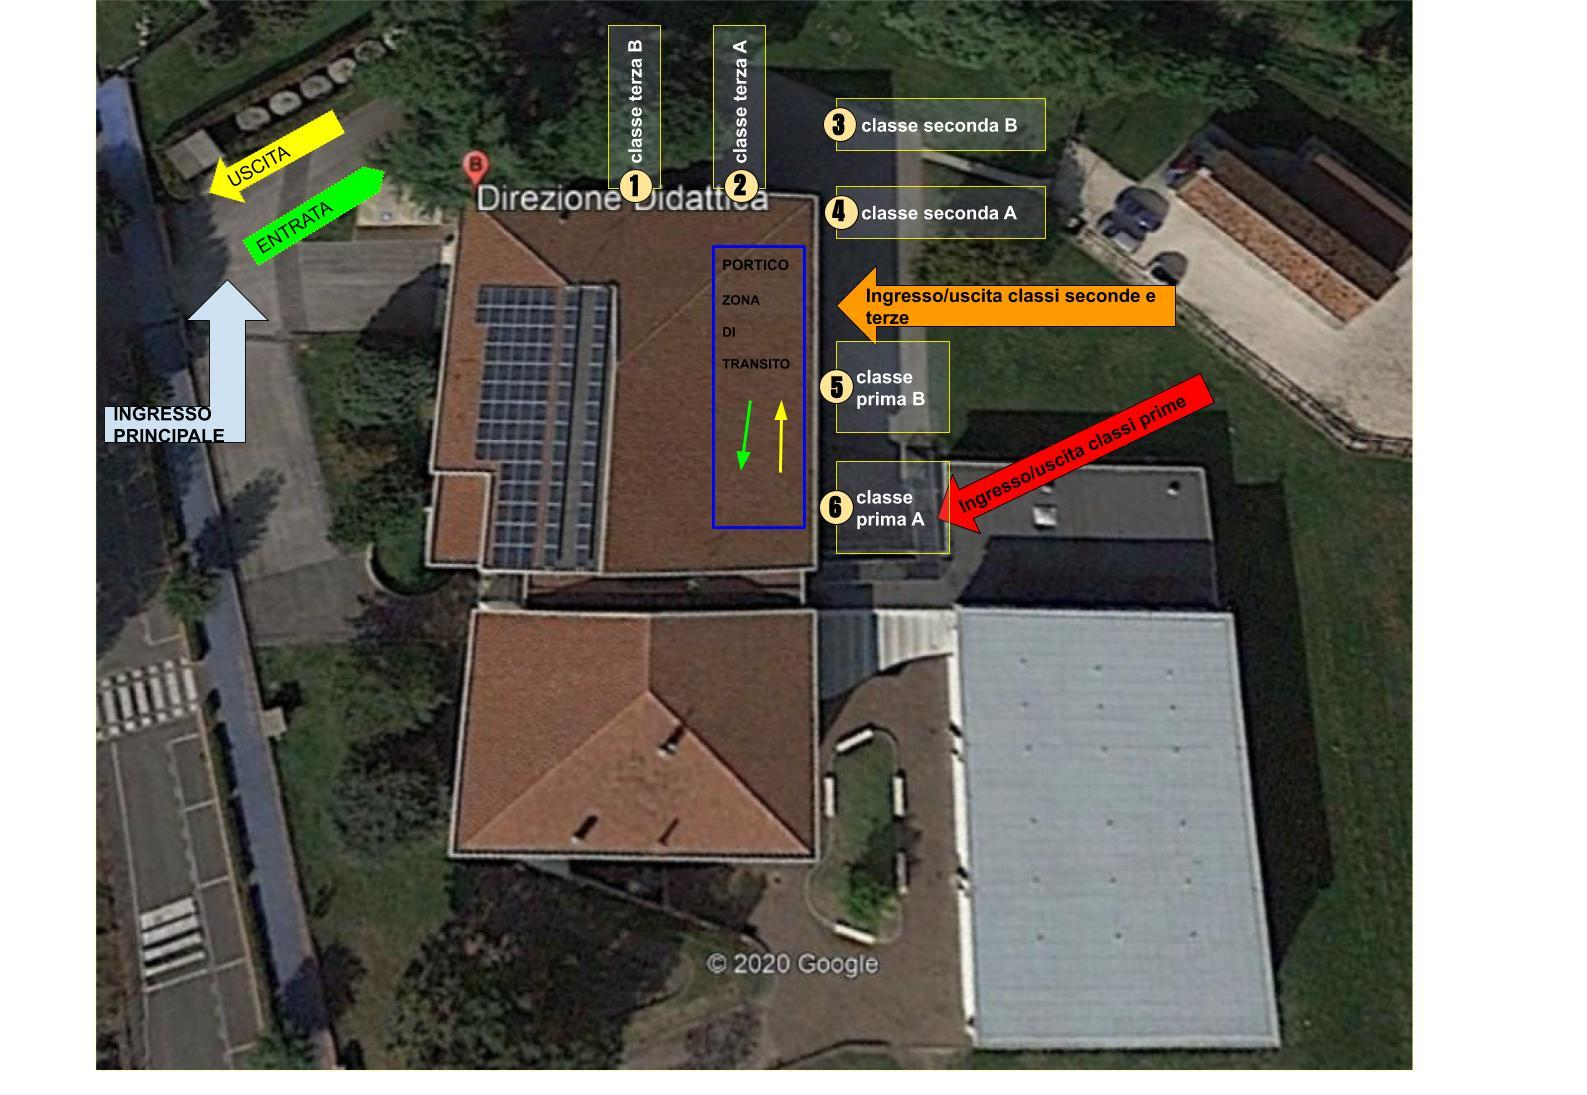 classe terza B
1
classe terza A
2
3
classe seconda B
USCITA
B
Direzione Didattica
4
classe seconda A
ENTRATA
PORTICO
ZONA
DI
TRANSITO
Ingresso/uscita classi seconde e
terze
5
classe
prima B
INGRESSO
PRINCIPALE
Ingresso/uscita classi prime
6
classe
prima A
© 2020 Google